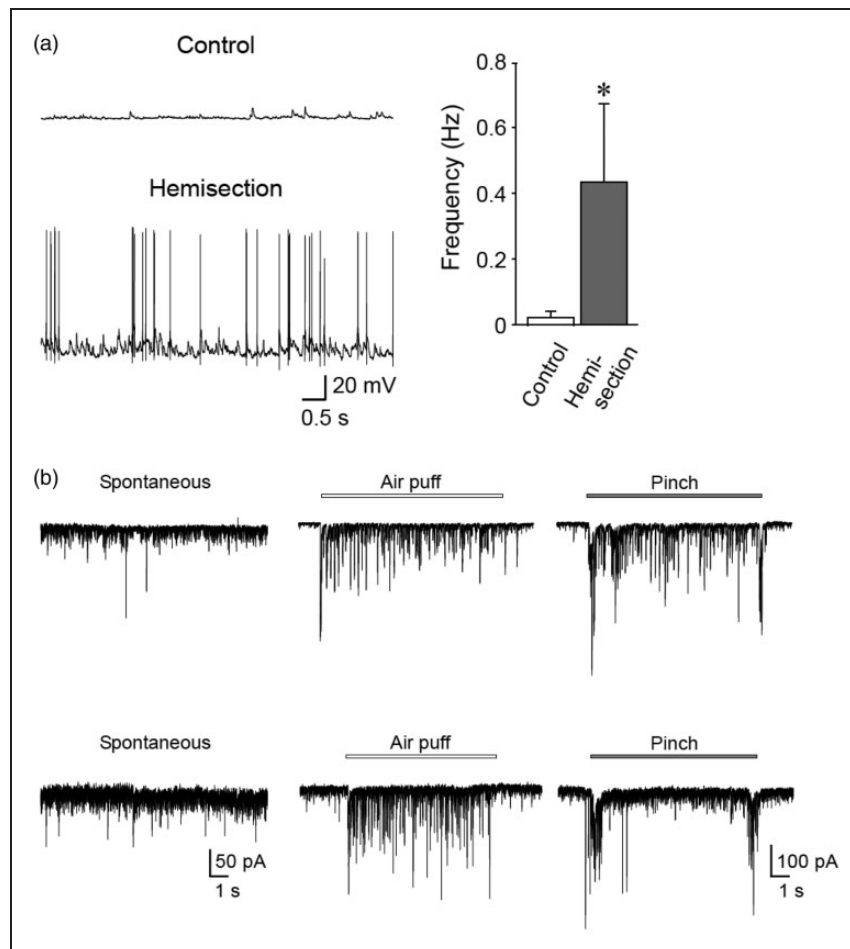 (a)
Control
Hemisection
20 mV
0.5 s
Frequency (Hz)
0.8
0.6
0.4
0.2
0
*
Control
Hemi-
section
(b)
Spontaneous
Air puff
Pinch
Spontaneous
Air puff
Pinch
50 pA
1 s
100 pA
1 s